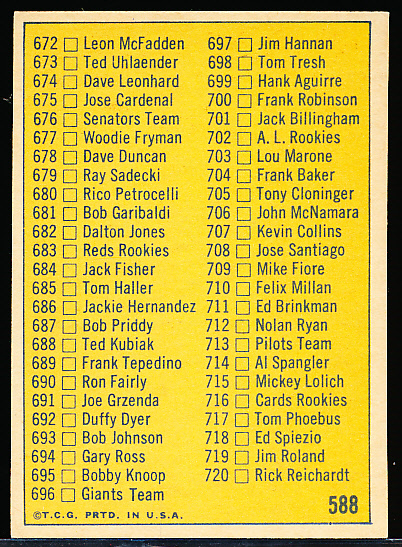 672 Leon McFadden
673 Ted Uhlaender
674 Dave Leonhard
675 Jose Cardenal
676 Senators Team
677 Woodie Fryman
678 Dave Duncan
679 Ray Sadecki
680 Rico Petrocelli
681 Bob Garibaldi
682 Dalton Jones
683 Reds Rookies
684 Jack Fisher
685 Tom Haller
686 Jackie Hernandez
687 Bob Priddy
688 Ted Kubiak
689 Frank Tepedino
690 Ron Fairly
691 Joe Grzenda
692 Duffy Dyer
693 Bob Johnson
694 Gary Ross
695 Bobby Knoop
696 Giants Team
697 Jim Hannan
698 Tom Tresh
699 Hank Aguirre
700 Frank Robinson
701 Jack Billingham
702 A. L. Rookies
703 Lou Marone
704 Frank Baker
705 Tony Cloninger
706 John McNamara
707 Kevin Collins
708 Jose Santiago
709 Mike Fiore
710 Felix Millan
711 Ed Brinkman
712 Nolan Ryan
713 Pilots Team
714 Al Spangler
715 Mickey Lolich
716 Cards Rookies
717 Tom Phoebus
718 Ed Spiezio
719 Jim Roland
720 Rick Reichardt
588
©T.C.G. PRTD. IN U.S.A.